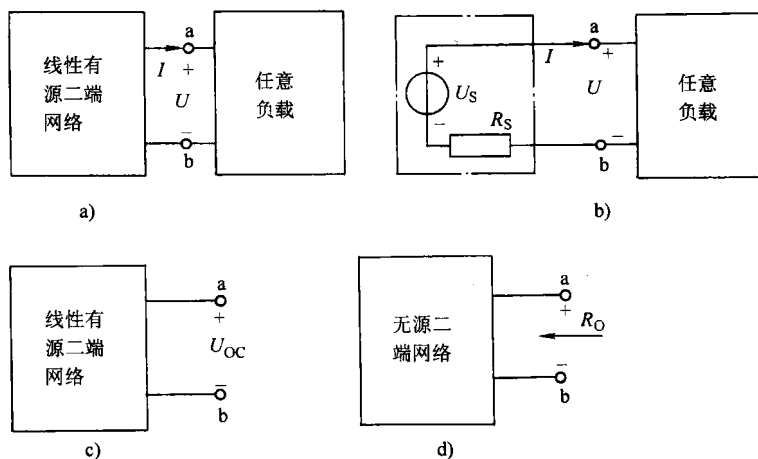 线性有
源二端
网络
I
a
+
U
−
b
任意
负载
a)
+
U_S
−
R_S
I
a
+
U
−
b
任意
负载
b)
线性有
源二端
网络
a
+
U_OC
−
b
c)
无源二
端网络
a
+
R_O
−
b
d)